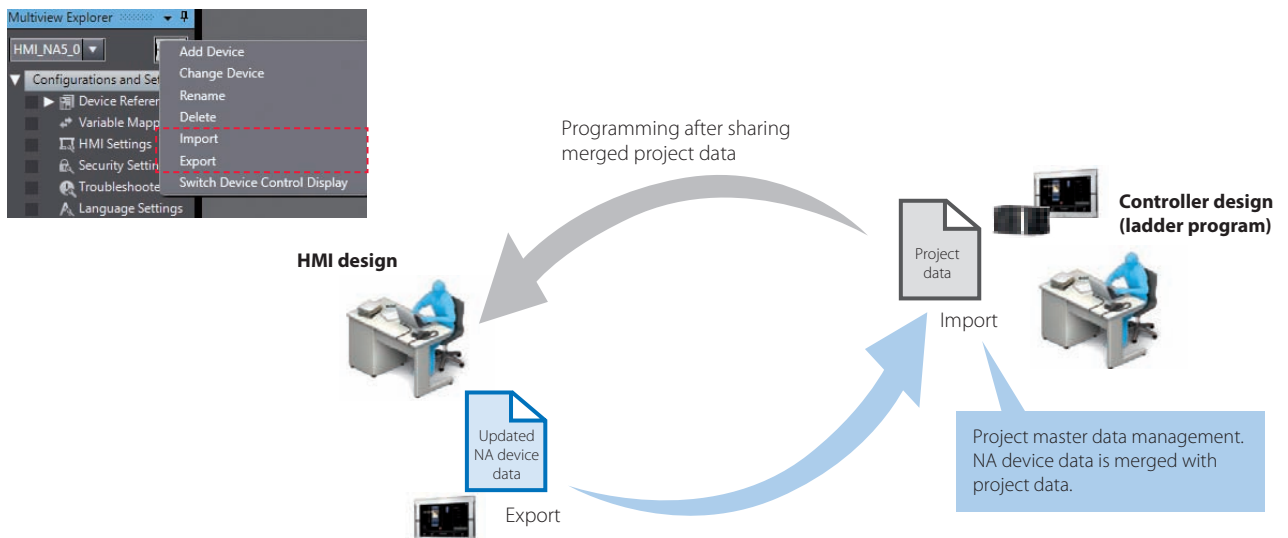 Multiview Explorer
HMI_NA5_0
Add Device
Change Device
Rename
Delete
Import
Export
Switch Device Control Display
Configurations and Set
Device Referer
Variable Mapp
HMI Settings
Security Settin
Troubleshoote
Language Settings
Programming after sharing
merged project data
HMI design
Updated
NA device
data
Export
Project
data
Import
Controller design
(ladder program)
Project master data management.
NA device data is merged with
project data.